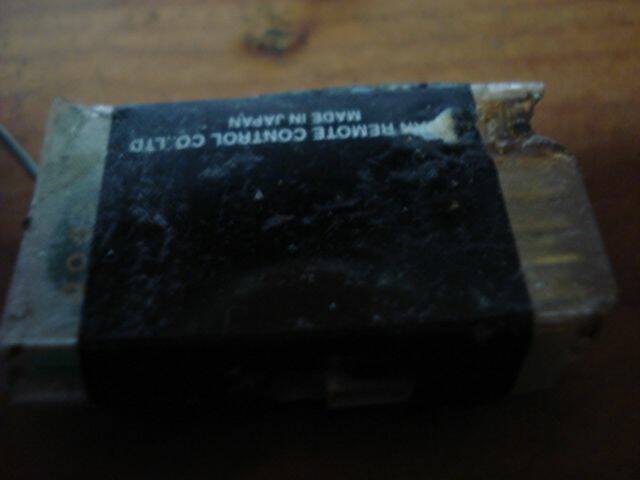 REMOTE CONTROL CO.LTD
MADE IN JAPAN